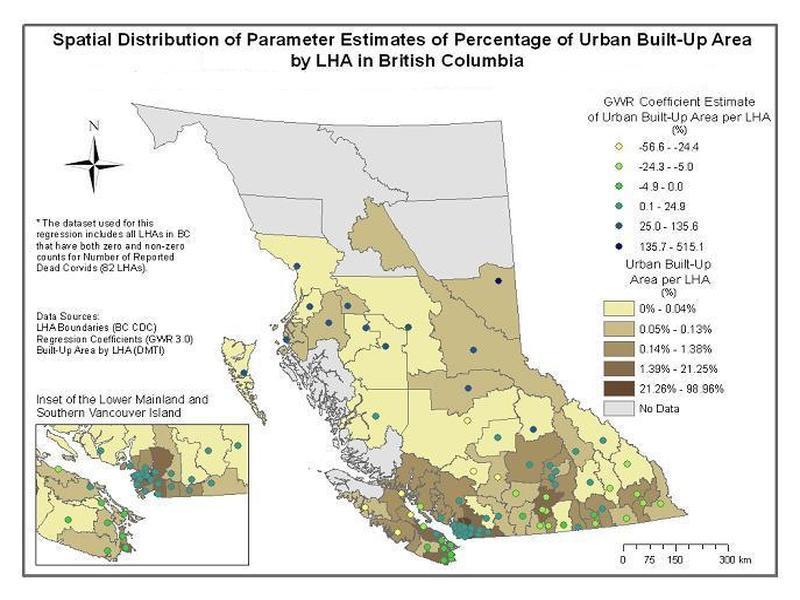 Spatial Distribution of Parameter Estimates of Percentage of Urban Built-Up Area
by LHA in British Columbia
GWR Coefficient Estimate
of Urban Built-Up Area per LHA
(%)
-56.6 - -24.4
-24.3 - -5.0
-4.9 - 0.0
0.1 - 24.9
25.0 - 135.6
135.7 - 515.1
Urban Built-Up
Area per LHA
(%)
0% - 0.04%
0.05% - 0.13%
0.14% - 1.38%
1.39% - 21.25%
21.26% - 98.96%
No Data
N
* The dataset used for this
regression includes all LHAs in BC
that have both zero and non-zero
counts for Number of Reported
Dead Corvids (82 LHAs).
Data Sources:
LHA Boundaries (BC CDC)
Regression Coefficients (GWR 3.0)
Built-Up Area by LHA (DMTI)
Inset of the Lower Mainland and
Southern Vancouver Island
0 75 150 300 km